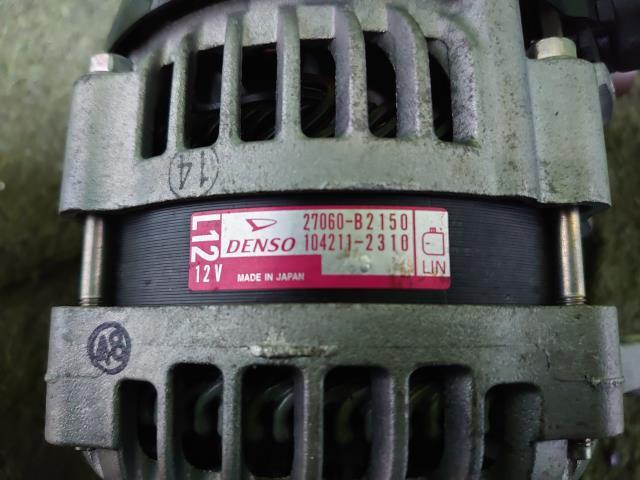 14
L12
12V
DENSO
27060-B2150
104211-2310
MADE IN JAPAN
LIN
48